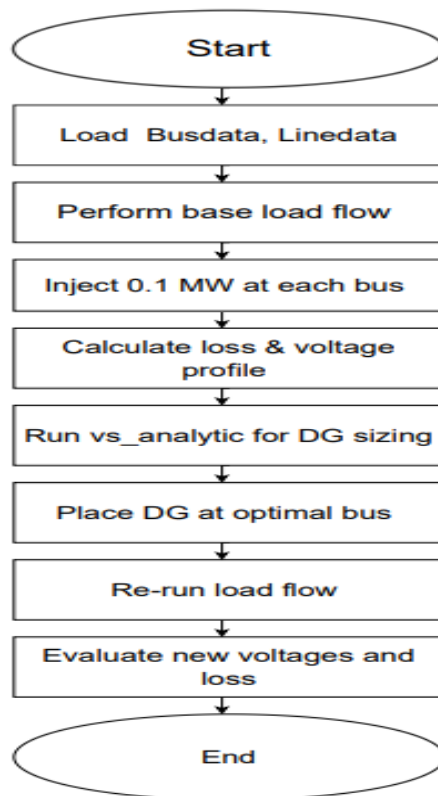 Start
Load  Busdata, Linedata
Perform base load flow
Inject 0.1 MW at each bus
Calculate loss & voltage
profile
Run vs_analytic for DG sizing
Place DG at optimal bus
Re-run load flow
Evaluate new voltages and
loss
End